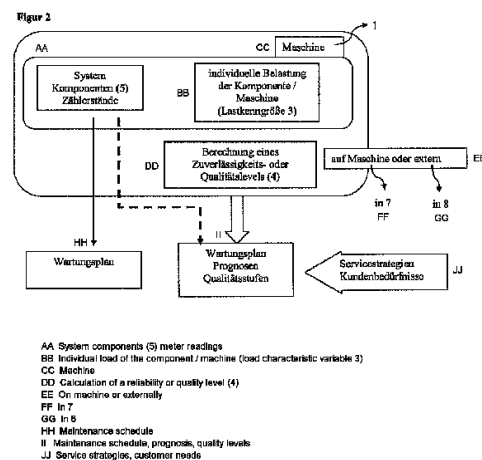 Figur 2
1
AA
CC
Maschine
System
Komponenten (5)
Zählerstände
BB
individuelle Belastung
der Komponente /
Maschine
(Lastkenngröße 3)
DD
Berechnung eines
Zuverlässigkeits- oder
Qualitätslevels (4)
auf Maschine oder extern
EE
in 7
FF
in 8
GG
HH
II
Wartungsplan
Wartungsplan
Prognosen
Qualitätsstufen
Servicestrategien
Kundenbedürfnisse
JJ
AA System components (5) meter readings
BB Individual load of the component / machine (load characteristic variable 3)
CC Machine
DD Calculation of a reliability or quality level (4)
EE On machine or externally
FF In 7
GG In 8
HH Maintenance schedule
II Maintenance schedule, prognosis, quality levels
JJ Service strategies, customer needs